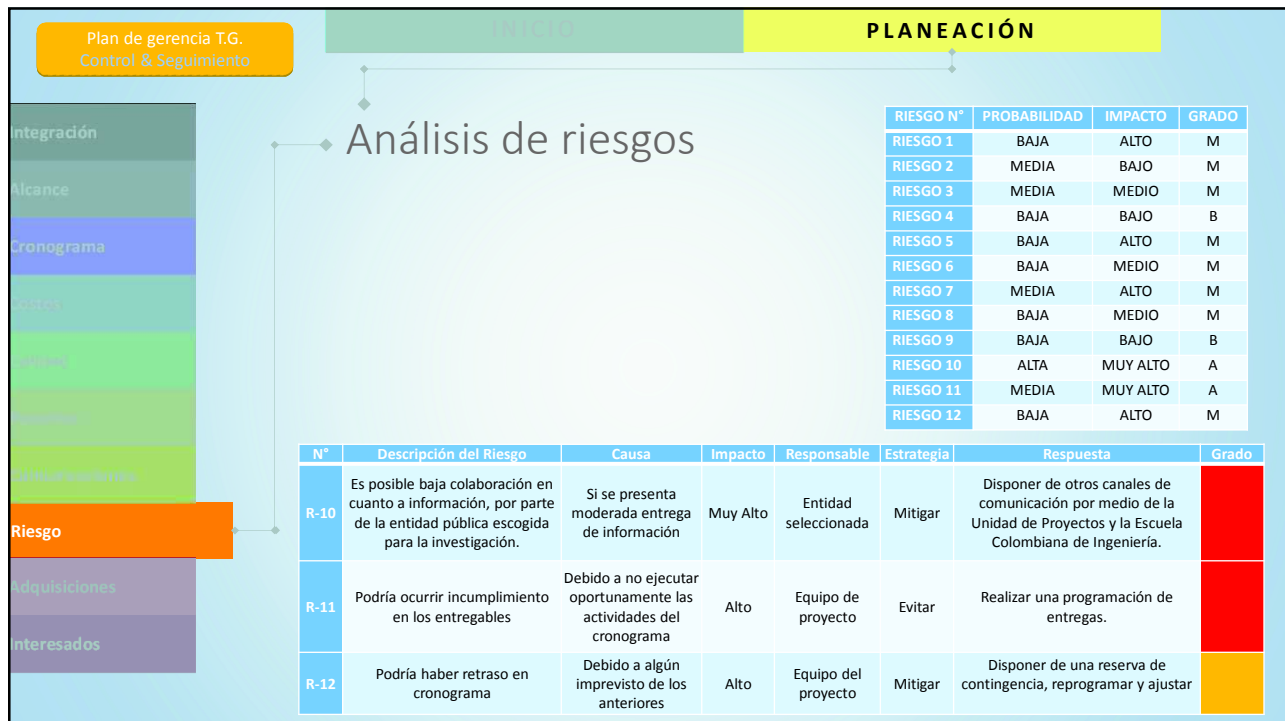 Plan de gerencia T.G.
Control & Seguimiento
INICIO
PLANEACIÓN
Integración
Alcance
Cronograma
Costes
Riesgo
Adquisiciones
Interesados
Análisis de riesgos
RIESGO N° PROBABILIDAD IMPACTO GRADO
RIESGO 1 BAJA ALTO M
RIESGO 2 MEDIA BAJO M
RIESGO 3 MEDIA MEDIO M
RIESGO 4 BAJA BAJO B
RIESGO 5 BAJA ALTO M
RIESGO 6 BAJA MEDIO M
RIESGO 7 MEDIA ALTO M
RIESGO 8 BAJA MEDIO M
RIESGO 9 BAJA BAJO B
RIESGO 10 ALTA MUY ALTO A
RIESGO 11 MEDIA MUY ALTO A
RIESGO 12 BAJA ALTO M
N° Descripción del Riesgo Causa Impacto Responsable Estrategia Respuesta Grado
R-10
Es posible baja colaboración en
cuanto a información, por parte
de la entidad pública escogida
para la investigación.
Si se presenta
moderada entrega
de información
Muy Alto
Entidad
seleccionada
Mitigar
Disponer de otros canales de
comunicación por medio de la
Unidad de Proyectos y la Escuela
Colombiana de Ingeniería.
R-11
Podría ocurrir incumplimiento
en los entregables
Debido a no ejecutar
oportunamente las
actividades del
cronograma
Alto
Equipo de
proyecto
Evitar
Realizar una programación de
entregas.
R-12
Podría haber retraso en
cronograma
Debido a algún
imprevisto de los
anteriores
Alto
Equipo del
proyecto
Mitigar
Disponer de una reserva de
contingencia, reprogramar y ajustar